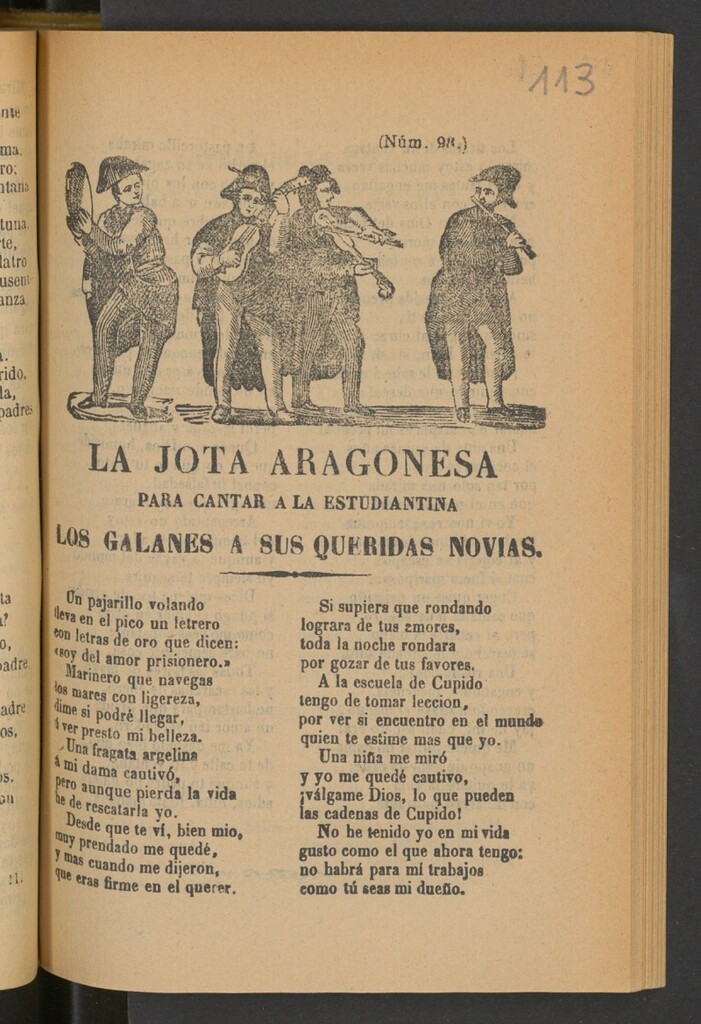 113
(Núm. 98.)
LA JOTA ARAGONESA
PARA CANTAR A LA ESTUDIANTINA
LOS GALANES A SUS QUERIDAS NOVIAS.
Un pajarillo volando
lleva en el pico un letrero
con letras de oro que dicen:
«soy del amor prisionero.»
Marinero que navegas
los mares con ligereza,
dime si podré llegar,
á ver presto mi belleza.
Una fragata argelina
á mi dama cautivó,
pero aunque pierda la vida
he de rescatarla yo.
Desde que te ví, bien mio,
muy prendado me quedé,
y mas cuando me dijeron,
que eras firme en el querer.
Si supiera que rondando
lograra de tus amores,
toda la noche rondara
por gozar de tus favores.
A la escuela de Cupido
tengo de tomar leccion,
por ver si encuentro en el mundo
quien te estime mas que yo.
Una niña me miró
y yo me quedé cautivo,
¡válgame Dios, lo que pueden
las cadenas de Cupido!
No he tenido yo en mi vida
gusto como el que ahora tengo:
no habrá para mí trabajos
como tú seas mi dueño.